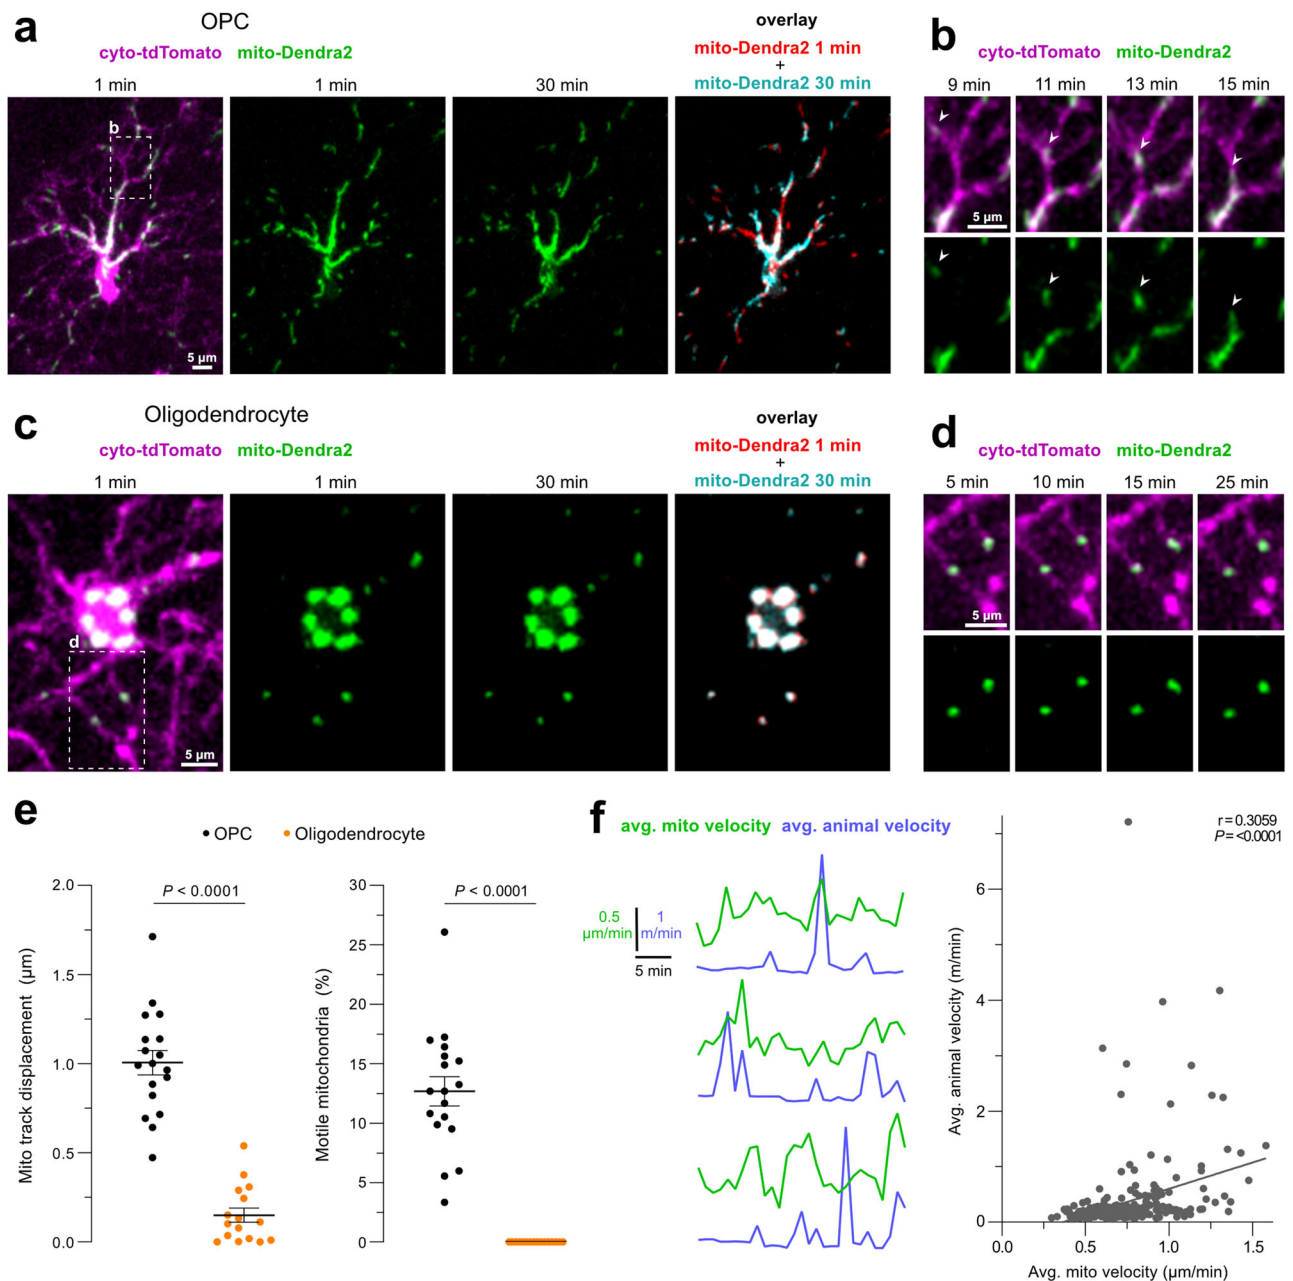 a
OPC
cyto-tdTomato mito-Dendra2
overlay
mito-Dendra2 1 min
+
mito-Dendra2 30 min
1 min
1 min
30 min
b
5 µm
b
cyto-tdTomato mito-Dendra2
9 min 11 min 13 min 15 min
5 µm
c
Oligodendrocyte
cyto-tdTomato mito-Dendra2
overlay
mito-Dendra2 1 min
+
mito-Dendra2 30 min
1 min
1 min
30 min
d
5 µm
d
cyto-tdTomato mito-Dendra2
5 min 10 min 15 min 25 min
5 µm
e
OPC Oligodendrocyte
P < 0.0001
Mito track displacement (µm)
2.0
1.5
1.0
0.5
0.0
P < 0.0001
Motile mitochondria (%)
30
25
20
15
10
5
0
f
avg. mito velocity avg. animal velocity
0.5 1
µm/min m/min
5 min
r=0.3059
P=<0.0001
Avg. animal velocity (m/min)
6
4
2
0
0.0 0.5 1.0 1.5
Avg. mito velocity (µm/min)